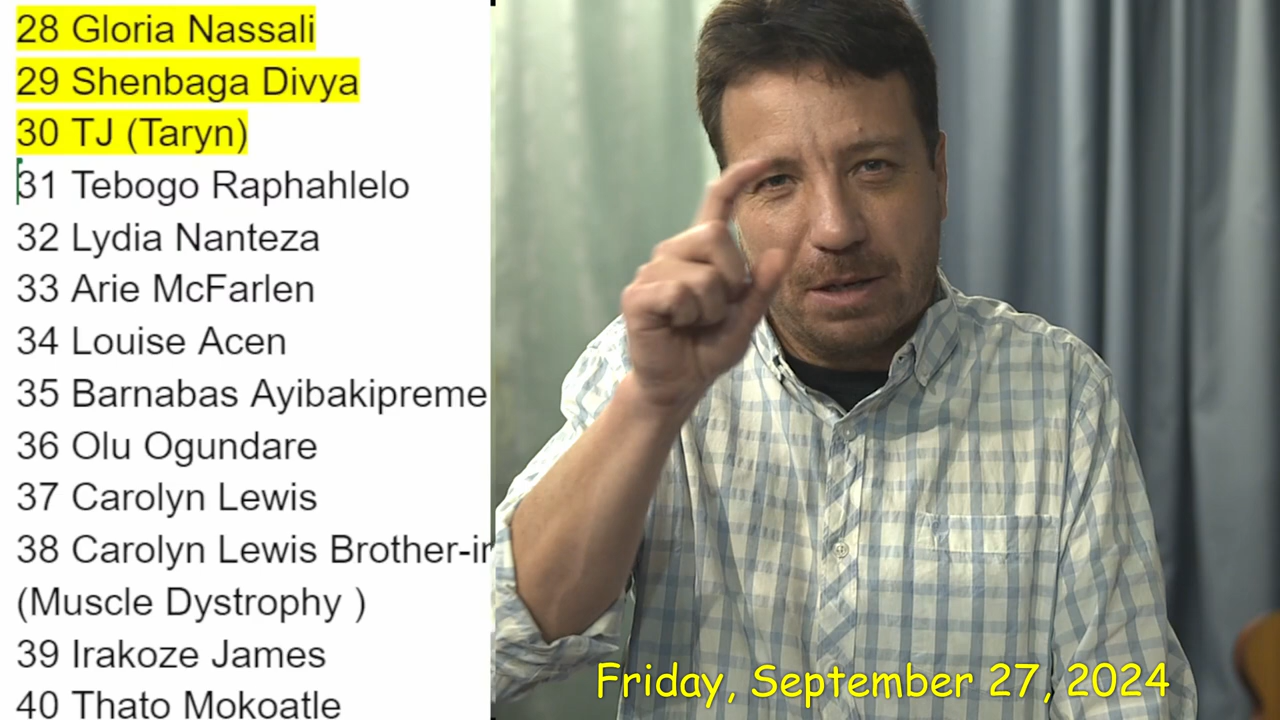 28 Gloria Nassali
29 Shenbaga Divya
30 TJ (Taryn)
31 Tebogo Raphahlelo
32 Lydia Nanteza
33 Arie McFarlen
34 Louise Acen
35 Barnabas Ayibakipreme
36 Olu Ogundare
37 Carolyn Lewis
38 Carolyn Lewis Brother-in
(Muscle Dystrophy )
39 Irakoze James
40 Thato Mokoatle
Friday, September 27, 2024